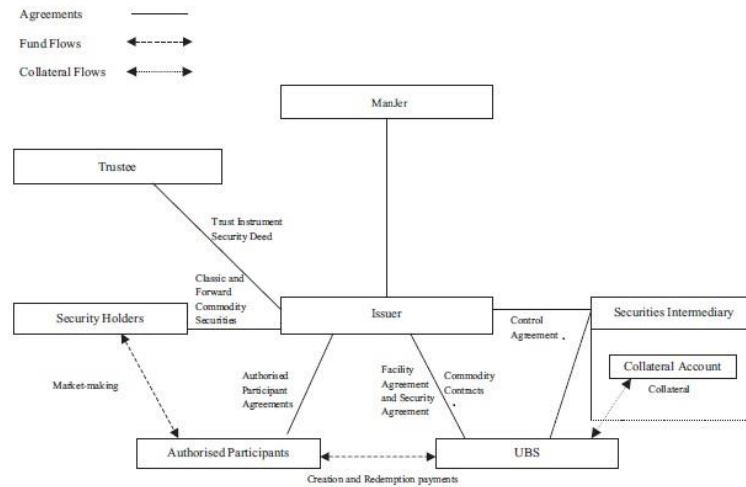 Agreements
Fund Flows
Collateral Flows
ManJer
Trustee
Trust Instrument
Security Deed
Classic and
Forward
Commodity
Securities
Security Holders
Issuer
Securities Intermediary
Control
Agreement
Collateral Account
Collateral
Market-making
Authorised
Participant
Agreements
Facility
Agreement
and Security
Agreement
Commodity
Contracts
Authorised Participants
UBS
Creation and Redemption payments